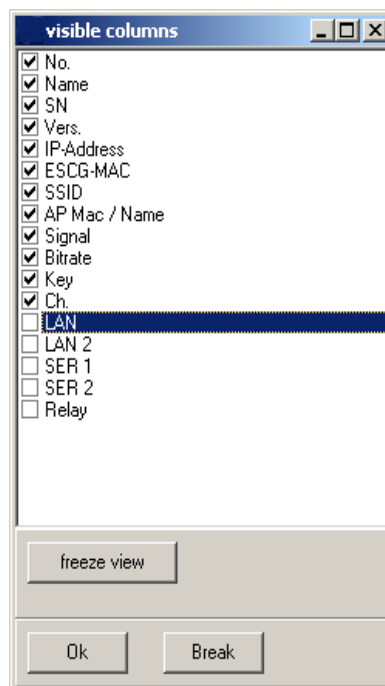 visible columns
No.
Name
SN
Vers.
IP-Address
ESCG-MAC
SSID
AP Mac / Name
Signal
Bitrate
Key
Ch.
LAN
LAN 2
SER 1
SER 2
Relay
freeze view
Ok Break